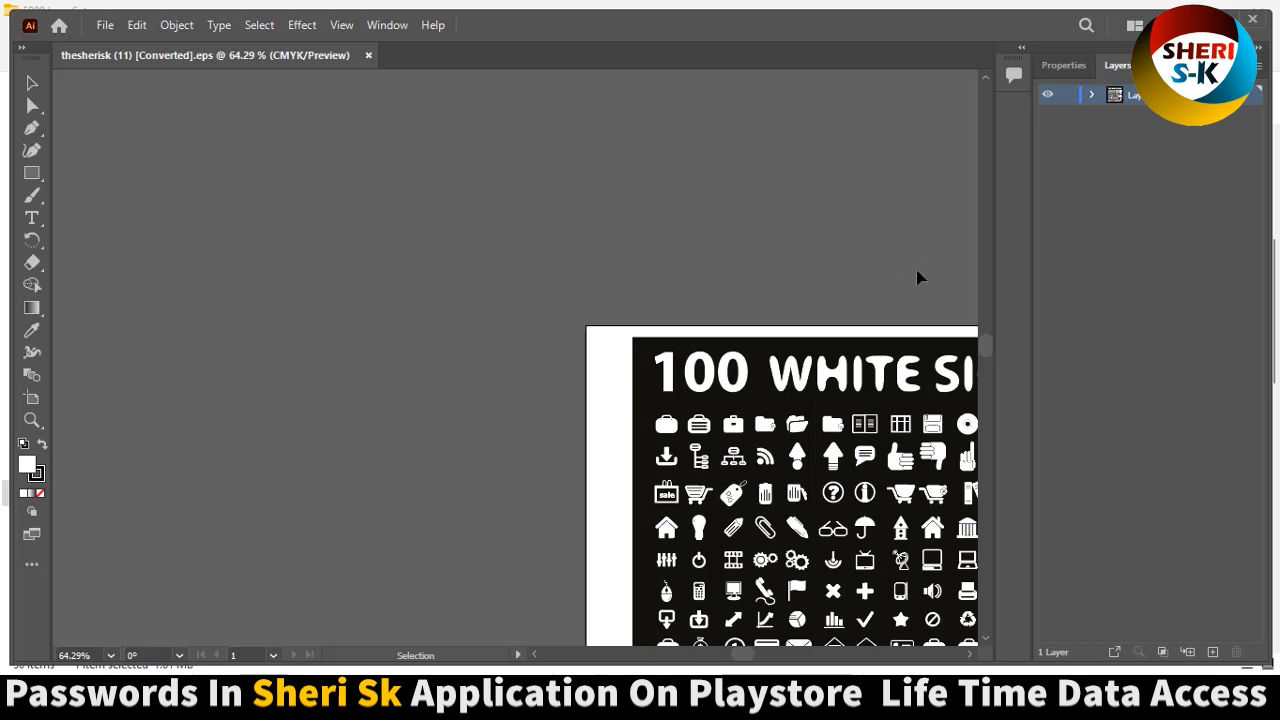 File Edit Object Type Select Effect View Window Help
Ai
thesherisk (11) [Converted].eps @ 64.29 % (CMYK/Preview)
Properties
Layers
SHERI
S-K
100 WHITE SI
sale
64.29%
0°
1
Selection
1 Layer
Passwords In Sheri Sk Application On Playstore Life Time Data Access